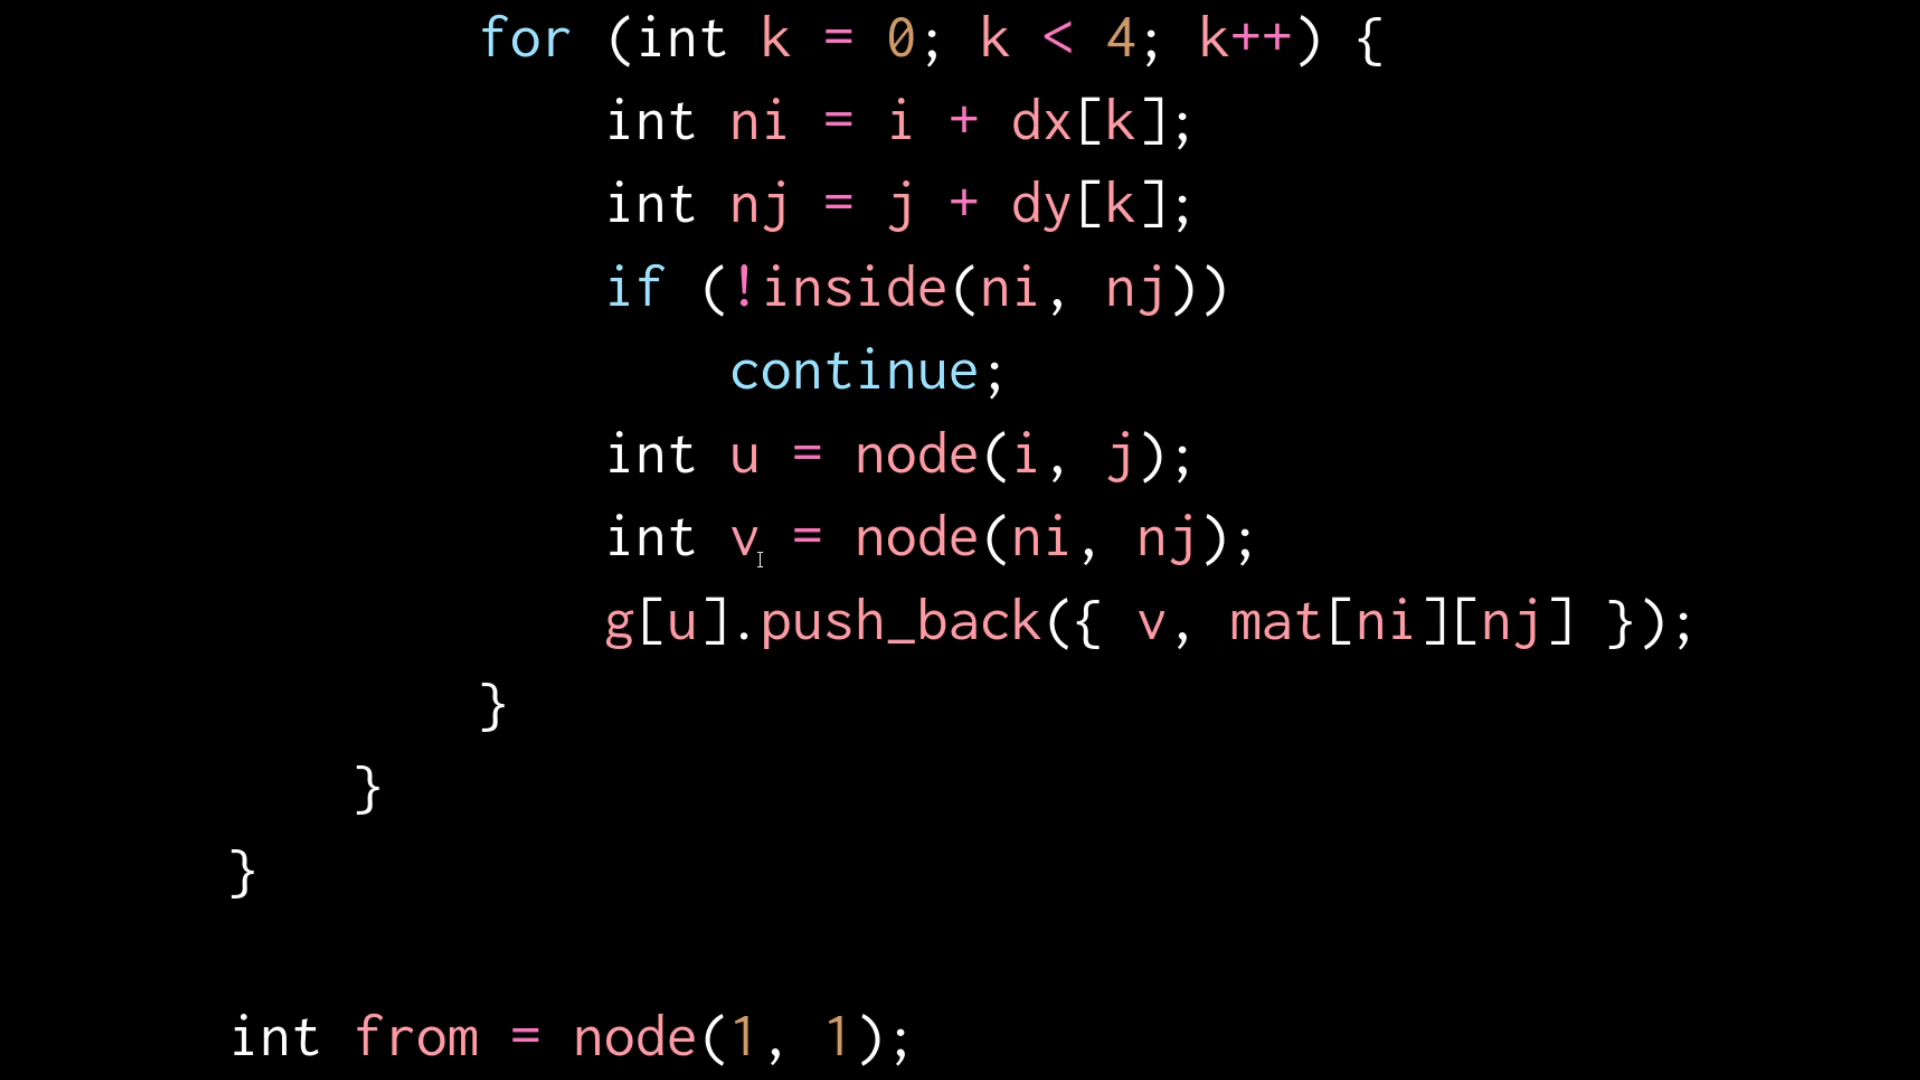 for (int k = 0; k < 4; k++) {
int ni = i + dx[k];
int nj = j + dy[k];
if (!inside(ni, nj))
continue;
int u = node(i, j);
int v = node(ni, nj);
g[u].push_back({ v, mat[ni][nj] });
}
}
}
int from = node(1, 1);